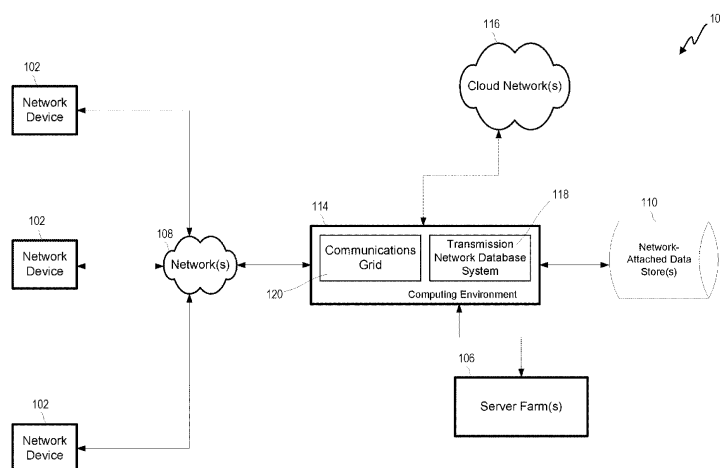 116
10
102
Network
Device
Cloud Network(s)
102
Network
Device
108
Network(s)
114
118
110
Communications
Grid
Transmission
Network Database
System
120
Computing Environment
Network-
Attached Data
Store(s)
106
Server Farm(s)
102
Network
Device